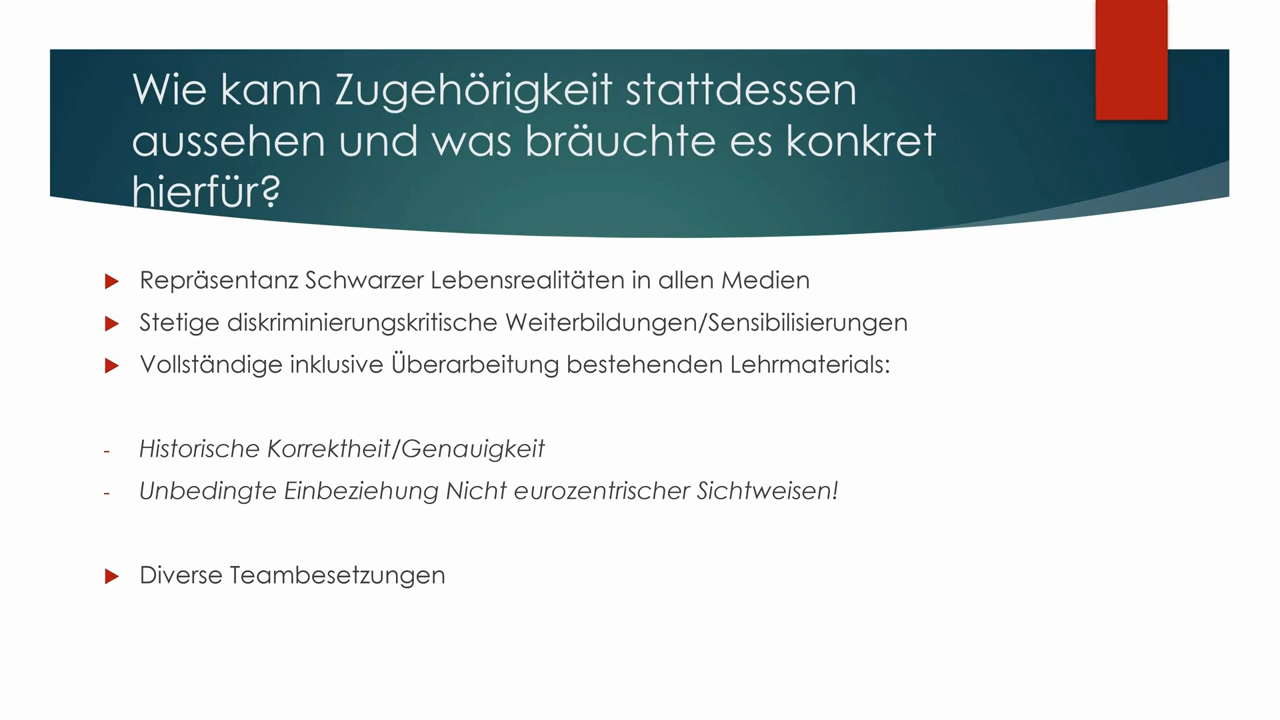 Wie kann Zugehörigkeit stattdessen
aussehen und was bräuchte es konkret
hierfür?
Repräsentanz Schwarzer Lebensrealitäten in allen Medien
Stetige diskriminierungskritische Weiterbildungen/Sensibilisierungen
Vollständige inklusive Überarbeitung bestehenden Lehrmaterials:
- Historische Korrektheit/Genauigkeit
- Unbedingte Einbeziehung Nicht eurozentrischer Sichtweisen!
Diverse Teambesetzungen